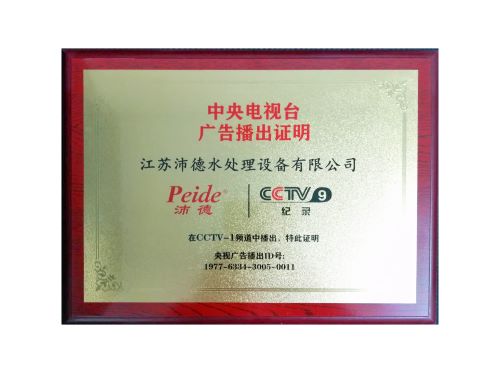 中央电视台
广告播出证明
江苏沛德水处理设备有限公司
Peide®
沛德
CCTV 9
纪录
在CCTV-1频道中播出，特此证明
央视广告播出ID号:
1977-6334-3005-0011